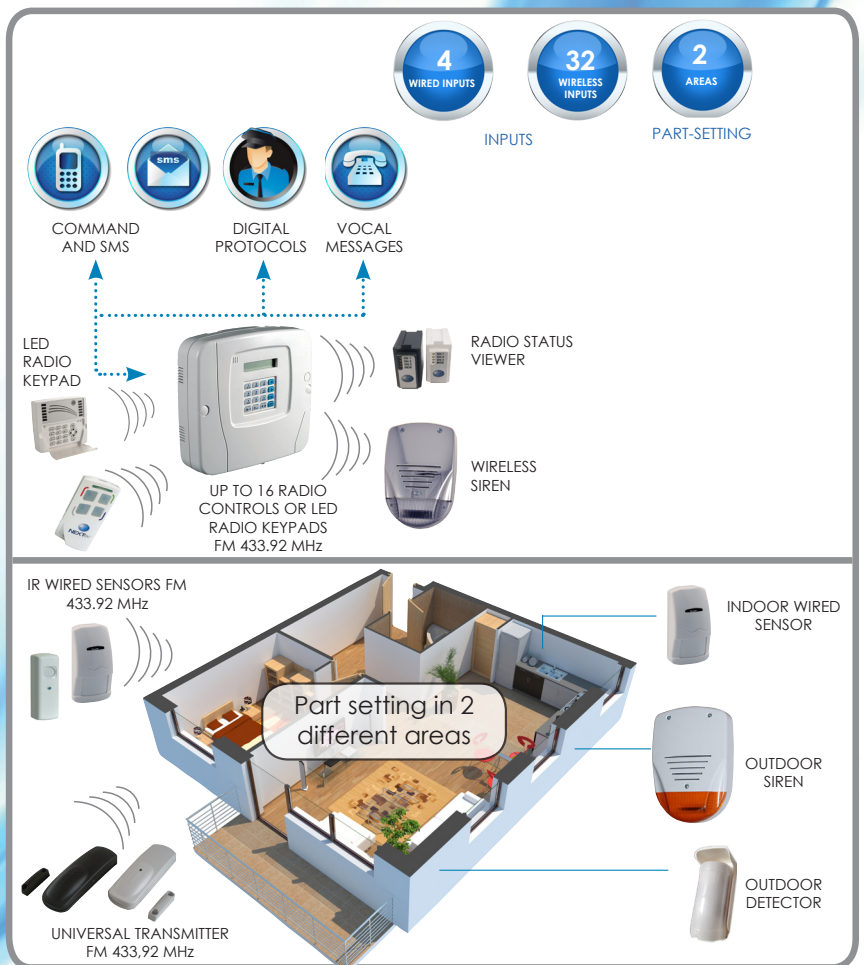 4
WIRED INPUTS
32
WIRELESS
INPUTS
2
AREAS
INPUTS
PART-SETTING
sms
COMMAND
AND SMS
DIGITAL
PROTOCOLS
VOCAL
MESSAGES
LED
RADIO
KEYPAD
RADIO STATUS
VIEWER
WIRELESS
SIREN
NEXT
UP TO 16 RADIO
CONTROLS OR LED
RADIO KEYPADS
FM 433.92 MHz
IR WIRED SENSORS FM
433.92 MHz
INDOOR WIRED
SENSOR
Part setting in 2
different areas
OUTDOOR
SIREN
OUTDOOR
DETECTOR
UNIVERSAL TRANSMITTER
FM 433,92 MHz